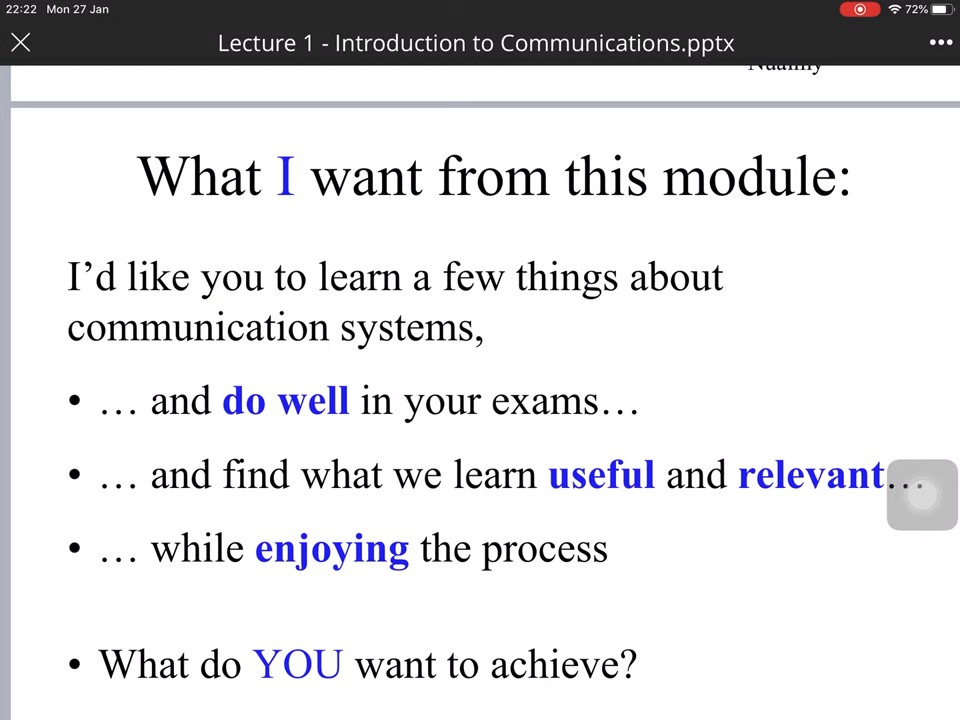 22:22 Mon 27 Jan
72%
Lecture 1 - Introduction to Communications.pptx
What I want from this module:
I’d like you to learn a few things about
communication systems,
• … and do well in your exams…
• … and find what we learn useful and relevant…
• … while enjoying the process
• What do YOU want to achieve?